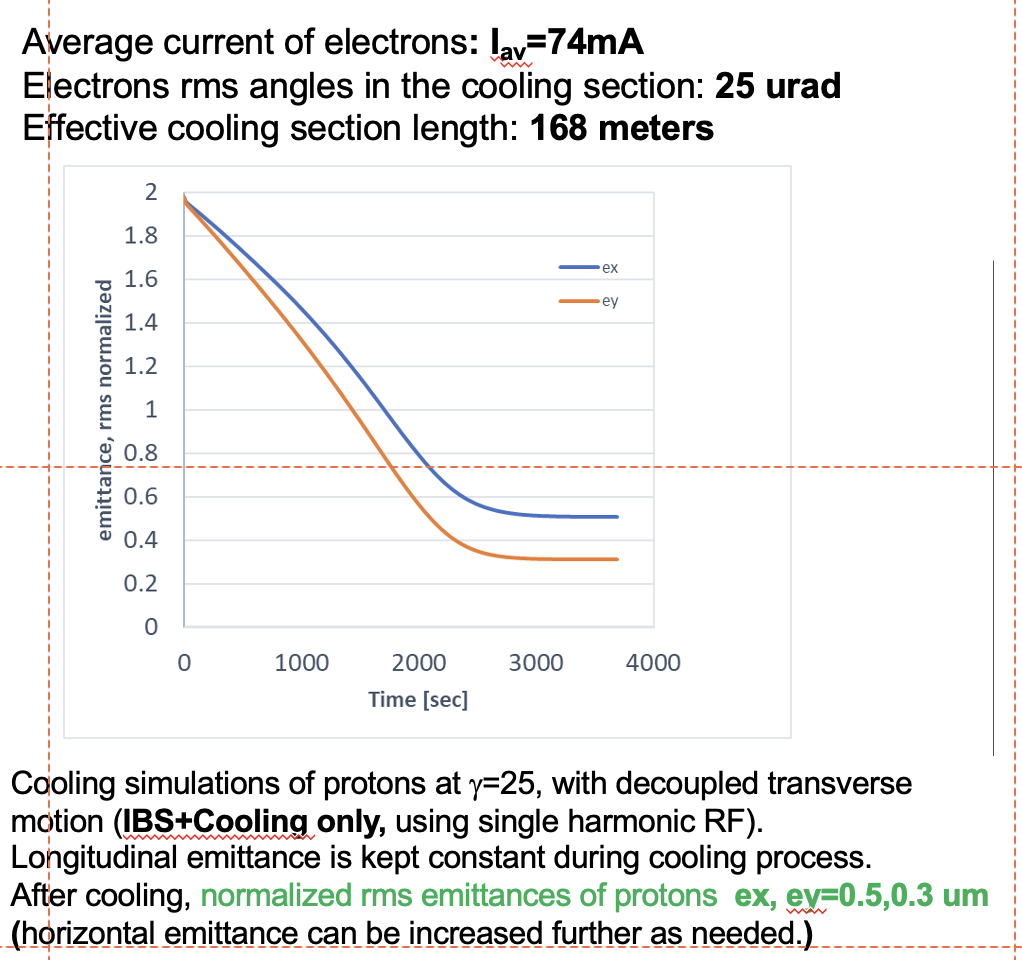 Average current of electrons: Iav=74mA
Electrons rms angles in the cooling section: 25 urad
Effective cooling section length: 168 meters
2
1.8
1.6
1.4
1.2
1
0.8
0.6
0.4
0.2
0
emittance, rms normalized
ex
ey
0 1000 2000 3000 4000
Time [sec]
Cooling simulations of protons at γ=25, with decoupled transverse
motion (IBS+Cooling only, using single harmonic RF).
Longitudinal emittance is kept constant during cooling process.
After cooling, normalized rms emittances of protons ex, ey=0.5,0.3 um
(horizontal emittance can be increased further as needed.)